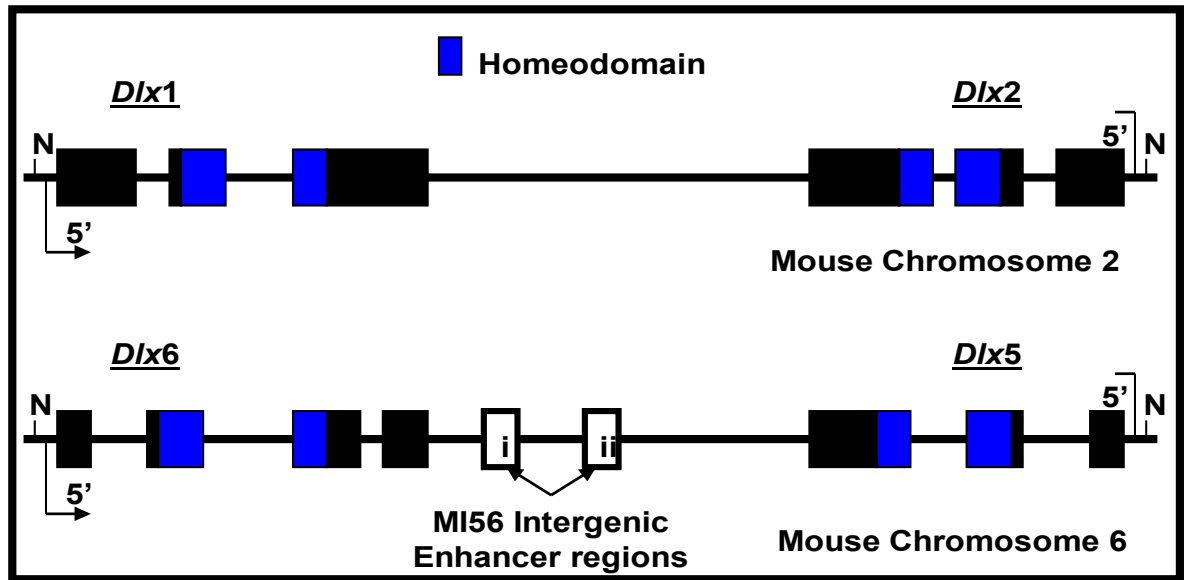 Homeodomain
Dlx1
Dlx2
N
5’
N
5’
Mouse Chromosome 2
Dlx6
Dlx5
N
5’
N
i
ii
5’
MI56 Intergenic
Enhancer regions
Mouse Chromosome 6